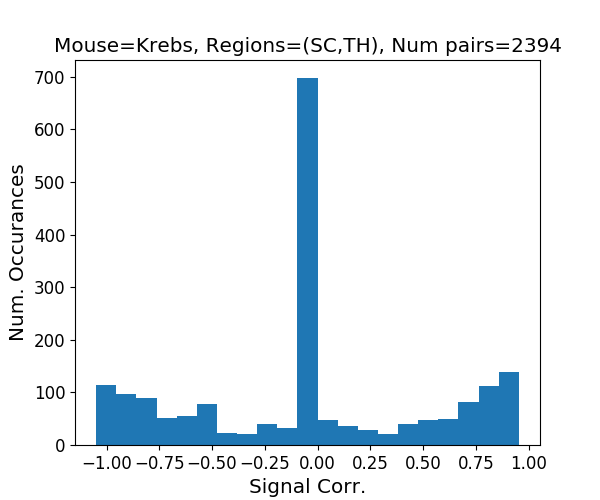 Mouse=Krebs, Regions=(SC,TH), Num pairs=2394
700
600
500
400
300
200
100
0
Num. Occurances
−1.00 −0.75 −0.50 −0.25 0.00 0.25 0.50 0.75 1.00
Signal Corr.